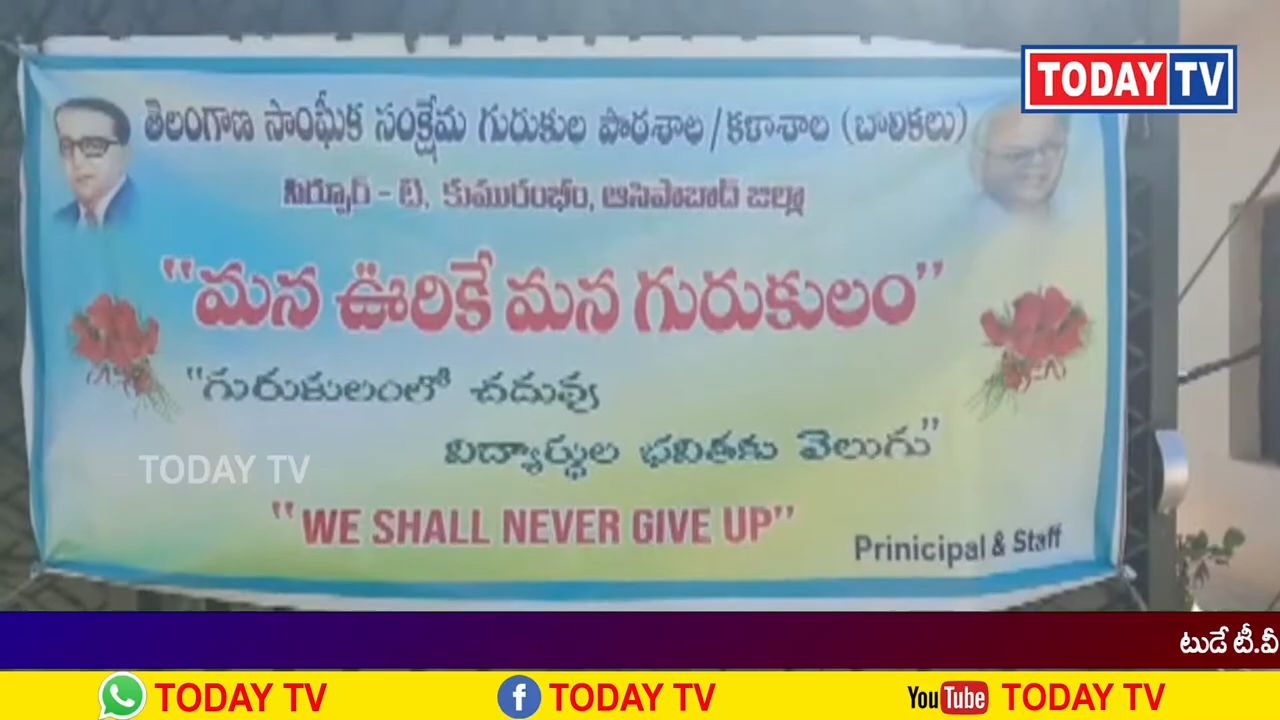 TODAY TV
తెలంగాణ సాంఘీక సంక్షేమ గురుకుల పాఠశాల/కళాశాల (బాలికలు)
సిర్పూర్ - టి, కుమురంభీం, ఆసిపాబాద్ జిల్లా
"మన ఊరికే మన గురుకులం"
"గురుకులంలో చదువు
విద్యార్థుల భవితకు వెలుగు"
TODAY TV
"WE SHALL NEVER GIVE UP"
Prinicipal & Staff
టుడే టీ.వీ
TODAY TV
TODAY TV
YouTube TODAY TV